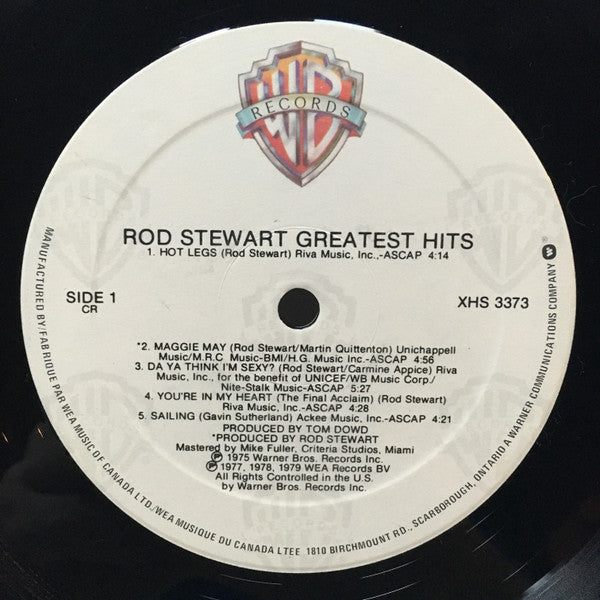 WB
RECORDS
ROD STEWART GREATEST HITS
1. HOT LEGS (Rod Stewart) Riva Music, Inc.,-ASCAP 4:14
SIDE 1
CR
XHS 3373
*2. MAGGIE MAY (Rod Stewart/Martin Quittenton) Unichappell
Music/M.R.C Music-BMI/H.G. Music Inc.-ASCAP 4:56
3. DA YA THINK I'M SEXY? (Rod Stewart/Carmine Appice) Riva
Music, Inc., for the benefit of UNICEF/WB Music Corp./
Nite-Stalk Music-ASCAP 5:27
4. YOU'RE IN MY HEART (The Final Acclaim) (Rod Stewart)
Riva Music, Inc.-ASCAP 4:28
5. SAILING (Gavin Sutherland) Ackee Music, Inc.-ASCAP 4:21
PRODUCED BY TOM DOWD
*PRODUCED BY ROD STEWART
Mastered by Mike Fuller, Criteria Studios, Miami
℗ 1975 Warner Bros. Records Inc.
℗ 1977, 1978, 1979 WEA Records BV
All Rights Controlled in the U.S.
by Warner Bros. Records Inc.
MANUFACTURED BY/FABRIQUE PAR WEA MUSIC OF CANADA LTD./WEA MUSIQUE DU CANADA LTEE 1810 BIRCHMOUNT RD., SCARBOROUGH, ONTARIO A WARNER COMMUNICATIONS COMPANY ®